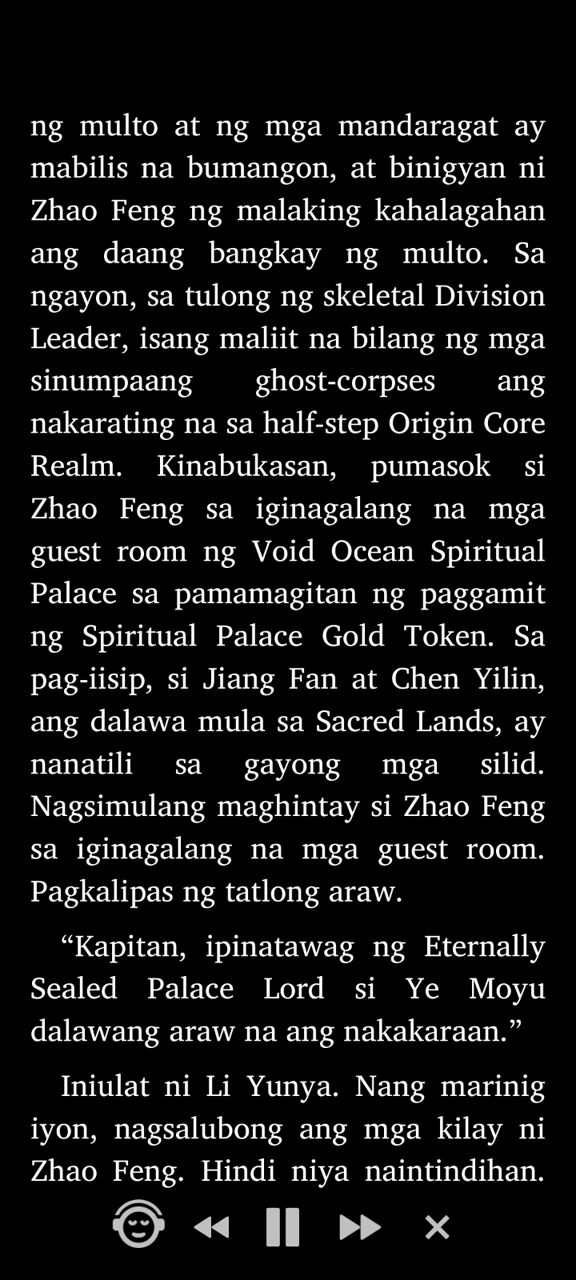 ng multo at ng mga mandaragat ay
mabilis na bumangon, at binigyan ni
Zhao Feng ng malaking kahalagahan
ang daang bangkay ng multo. Sa
ngayon, sa tulong ng skeletal Division
Leader, isang maliit na bilang ng mga
sinumpaang ghost-corpses ang
nakarating na sa half-step Origin Core
Realm. Kinabukasan, pumasok si
Zhao Feng sa iginagalang na mga
guest room ng Void Ocean Spiritual
Palace sa pamamagitan ng paggamit
ng Spiritual Palace Gold Token. Sa
pag-iisip, si Jiang Fan at Chen Yilin,
ang dalawa mula sa Sacred Lands, ay
nanatili sa gayong mga silid.
Nagsimulang maghintay si Zhao Feng
sa iginagalang na mga guest room.
Pagkalipas ng tatlong araw.
“Kapitan, ipinatawag ng Eternally
Sealed Palace Lord si Ye Moyu
dalawang araw na ang nakakaraan.”
Iniulat ni Li Yunya. Nang marinig
iyon, nagsalubong ang mga kilay ni
Zhao Feng. Hindi niya naintindihan.